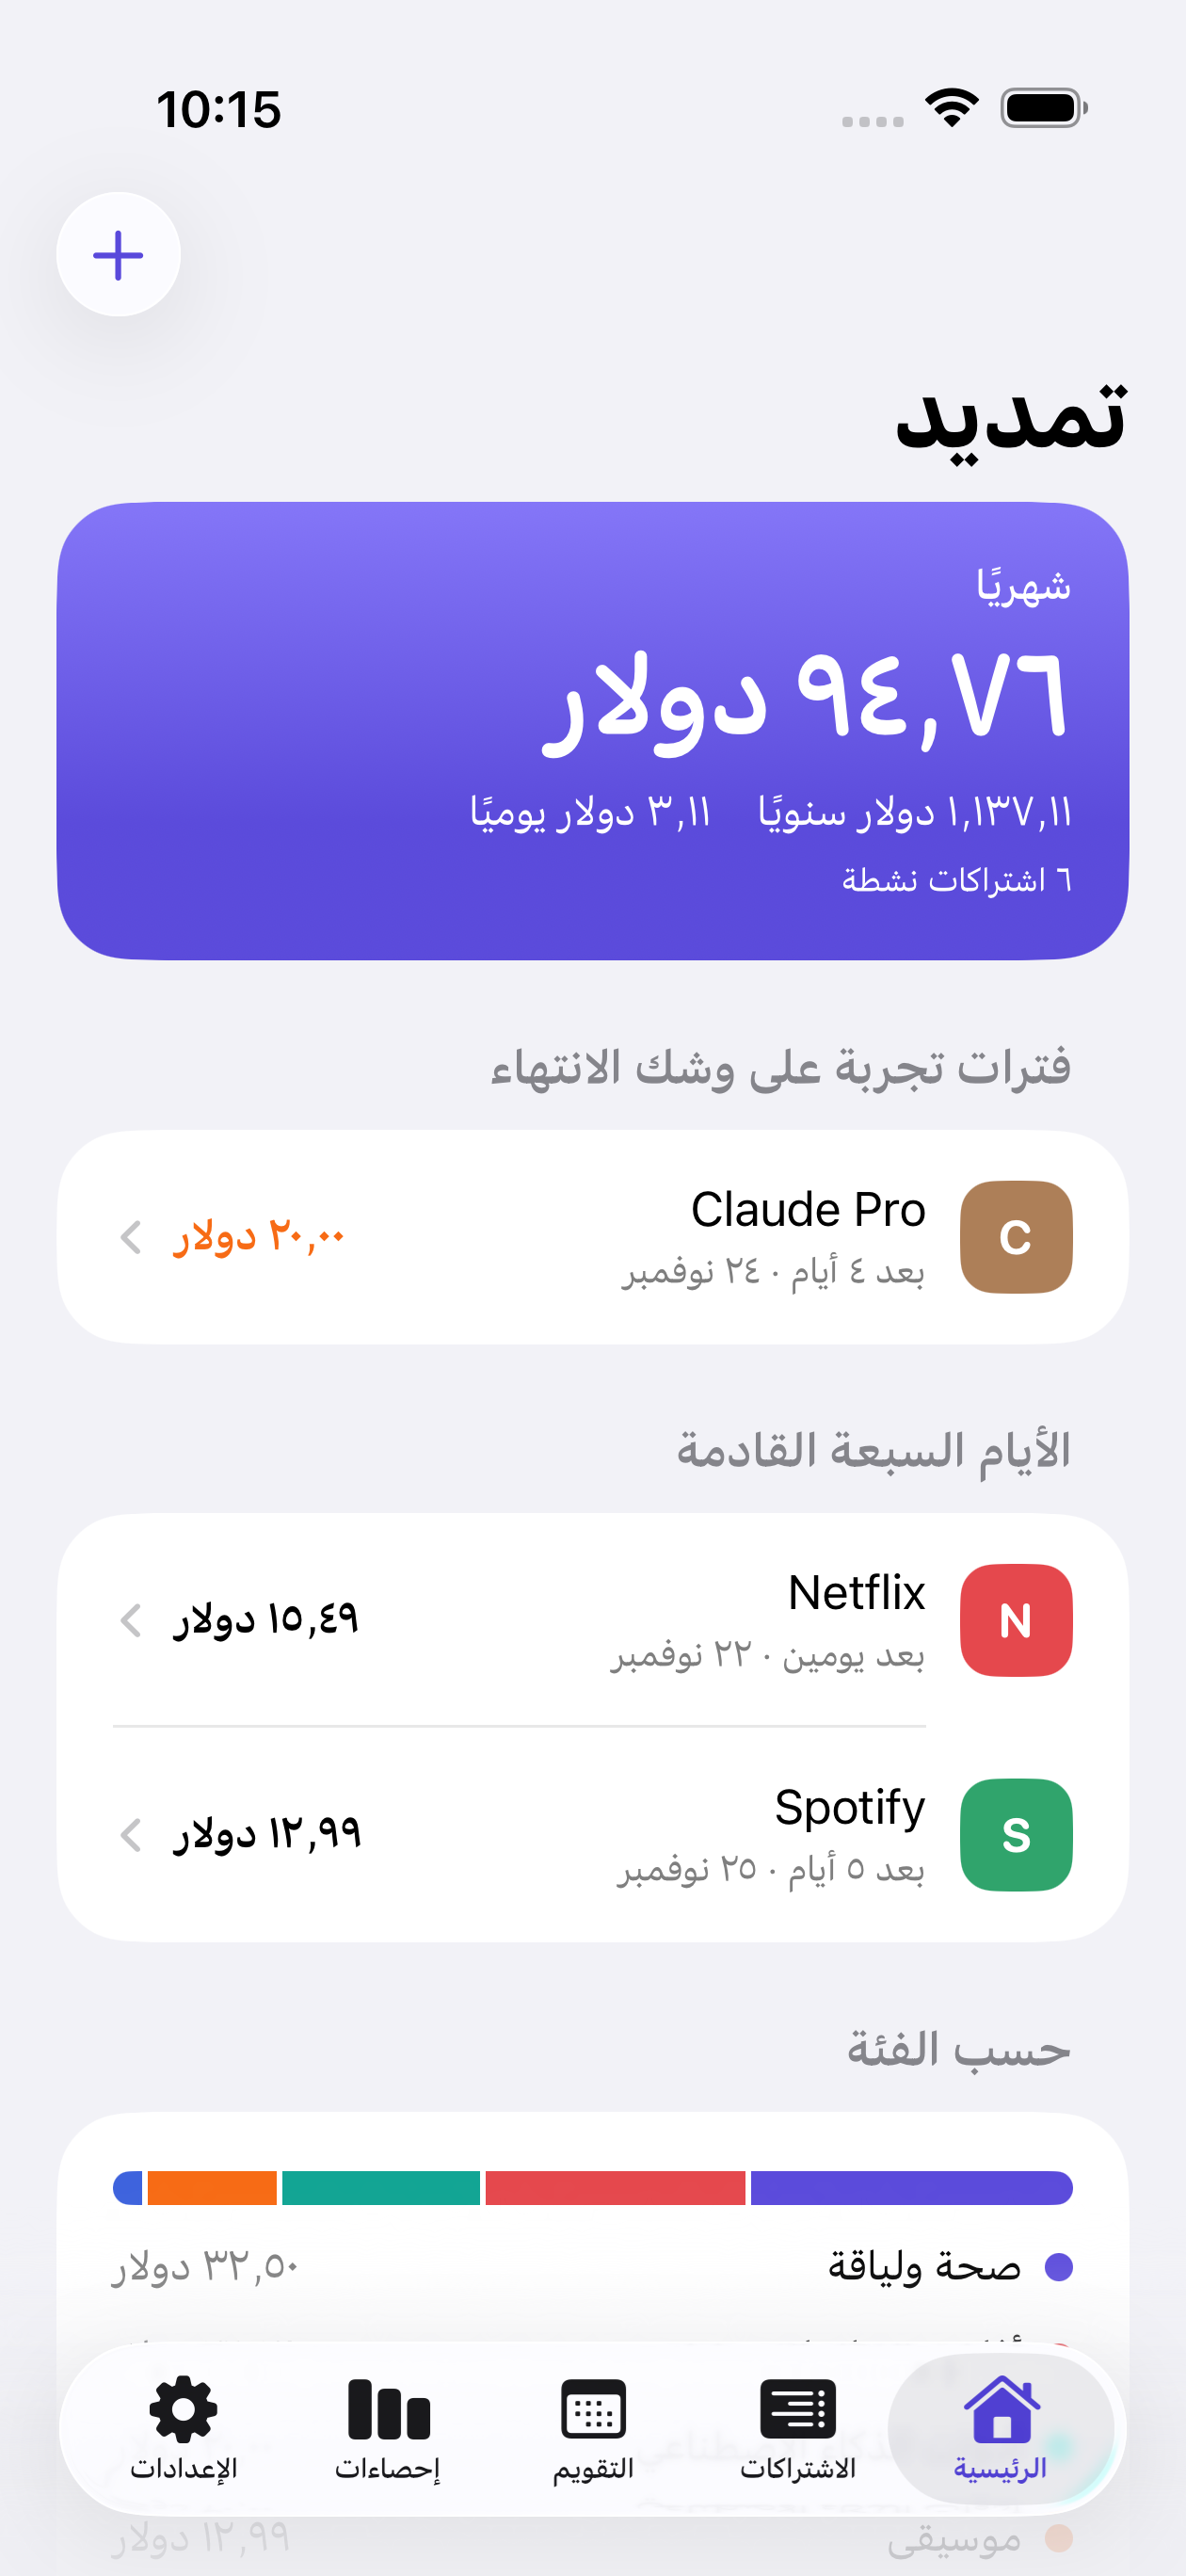 10:15
تمديد
شهريًا
٩٤,٧٦ دولار
١,١٣٧,١١ دولار سنويًا ٣,١١ دولار يوميًا
٦ اشتراكات نشطة
فترات تجربة على وشك الانتهاء
C
Claude Pro
بعد ٤ أيام · ٢٤ نوفمبر
٢٠,٠٠ دولار
الأيام السبعة القادمة
N
Netflix
بعد يومين · ٢٢ نوفمبر
١٥,٤٩ دولار
S
Spotify
بعد ٥ أيام · ٢٥ نوفمبر
١٢,٩٩ دولار
حسب الفئة
صحة ولياقة ٣٢,٥٠ دولار
الرئيسية
الاشتراكات
التقويم
إحصاءات
الإعدادات
موسيقى ١٢,٩٩ دولار